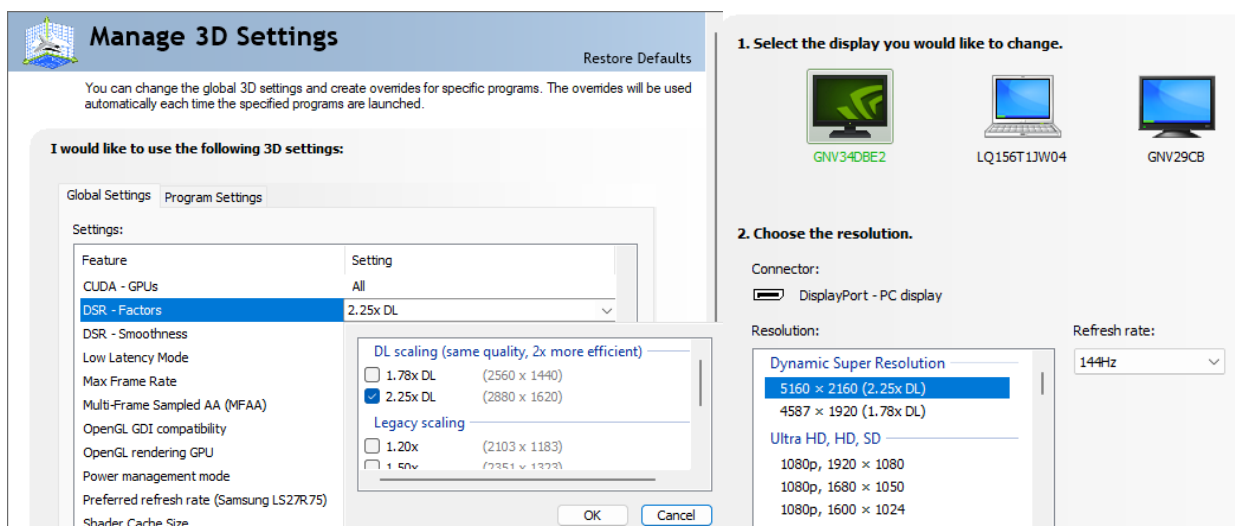 Manage 3D Settings
Restore Defaults
You can change the global 3D settings and create overrides for specific programs. The overrides will be used
automatically each time the specified programs are launched.
I would like to use the following 3D settings:
Global Settings
Program Settings
Settings:
Feature
Setting
CUDA - GPUs
All
DSR - Factors
2.25x DL
DSR - Smoothness
Low Latency Mode
Max Frame Rate
Multi-Frame Sampled AA (MFAA)
OpenGL GDI compatibility
OpenGL rendering GPU
Power management mode
Preferred refresh rate (Samsung LS27R75)
Shader Cache Size
DL scaling (same quality, 2x more efficient)
1.78x DL (2560 x 1440)
2.25x DL (2880 x 1620)
Legacy scaling
1.20x (2103 x 1183)
1.50x (2351 x 1323)
OK
Cancel
1. Select the display you would like to change.
GNV34DBE2
LQ156T1JW04
GNV29CB
2. Choose the resolution.
Connector:
DisplayPort - PC display
Resolution:
Refresh rate:
144Hz
Dynamic Super Resolution
5160 × 2160 (2.25x DL)
4587 × 1920 (1.78x DL)
Ultra HD, HD, SD
1080p, 1920 × 1080
1080p, 1680 × 1050
1080p, 1600 × 1024